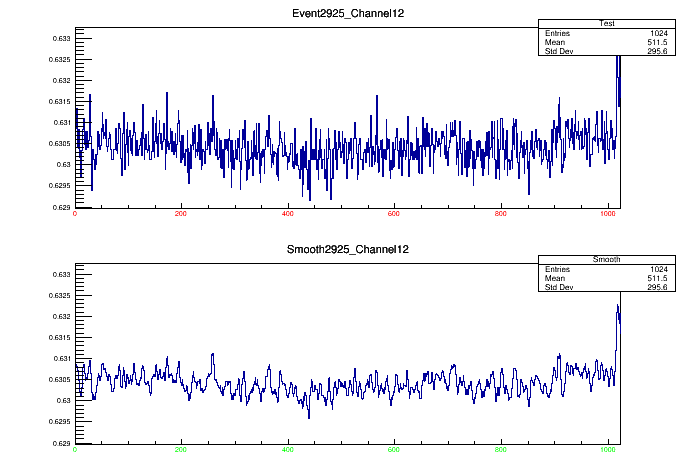 Event2925_Channel12
Test
Entries 1024
Mean 511.5
Std Dev 295.6
0.633
0.6325
0.632
0.6315
0.631
0.6305
0.63
0.6295
0.629
0 200 400 600 800 1000
Smooth2925_Channel12
Smooth
Entries 1024
Mean 511.5
Std Dev 295.6
0.633
0.6325
0.632
0.6315
0.631
0.6305
0.63
0.6295
0.629
0 200 400 600 800 1000